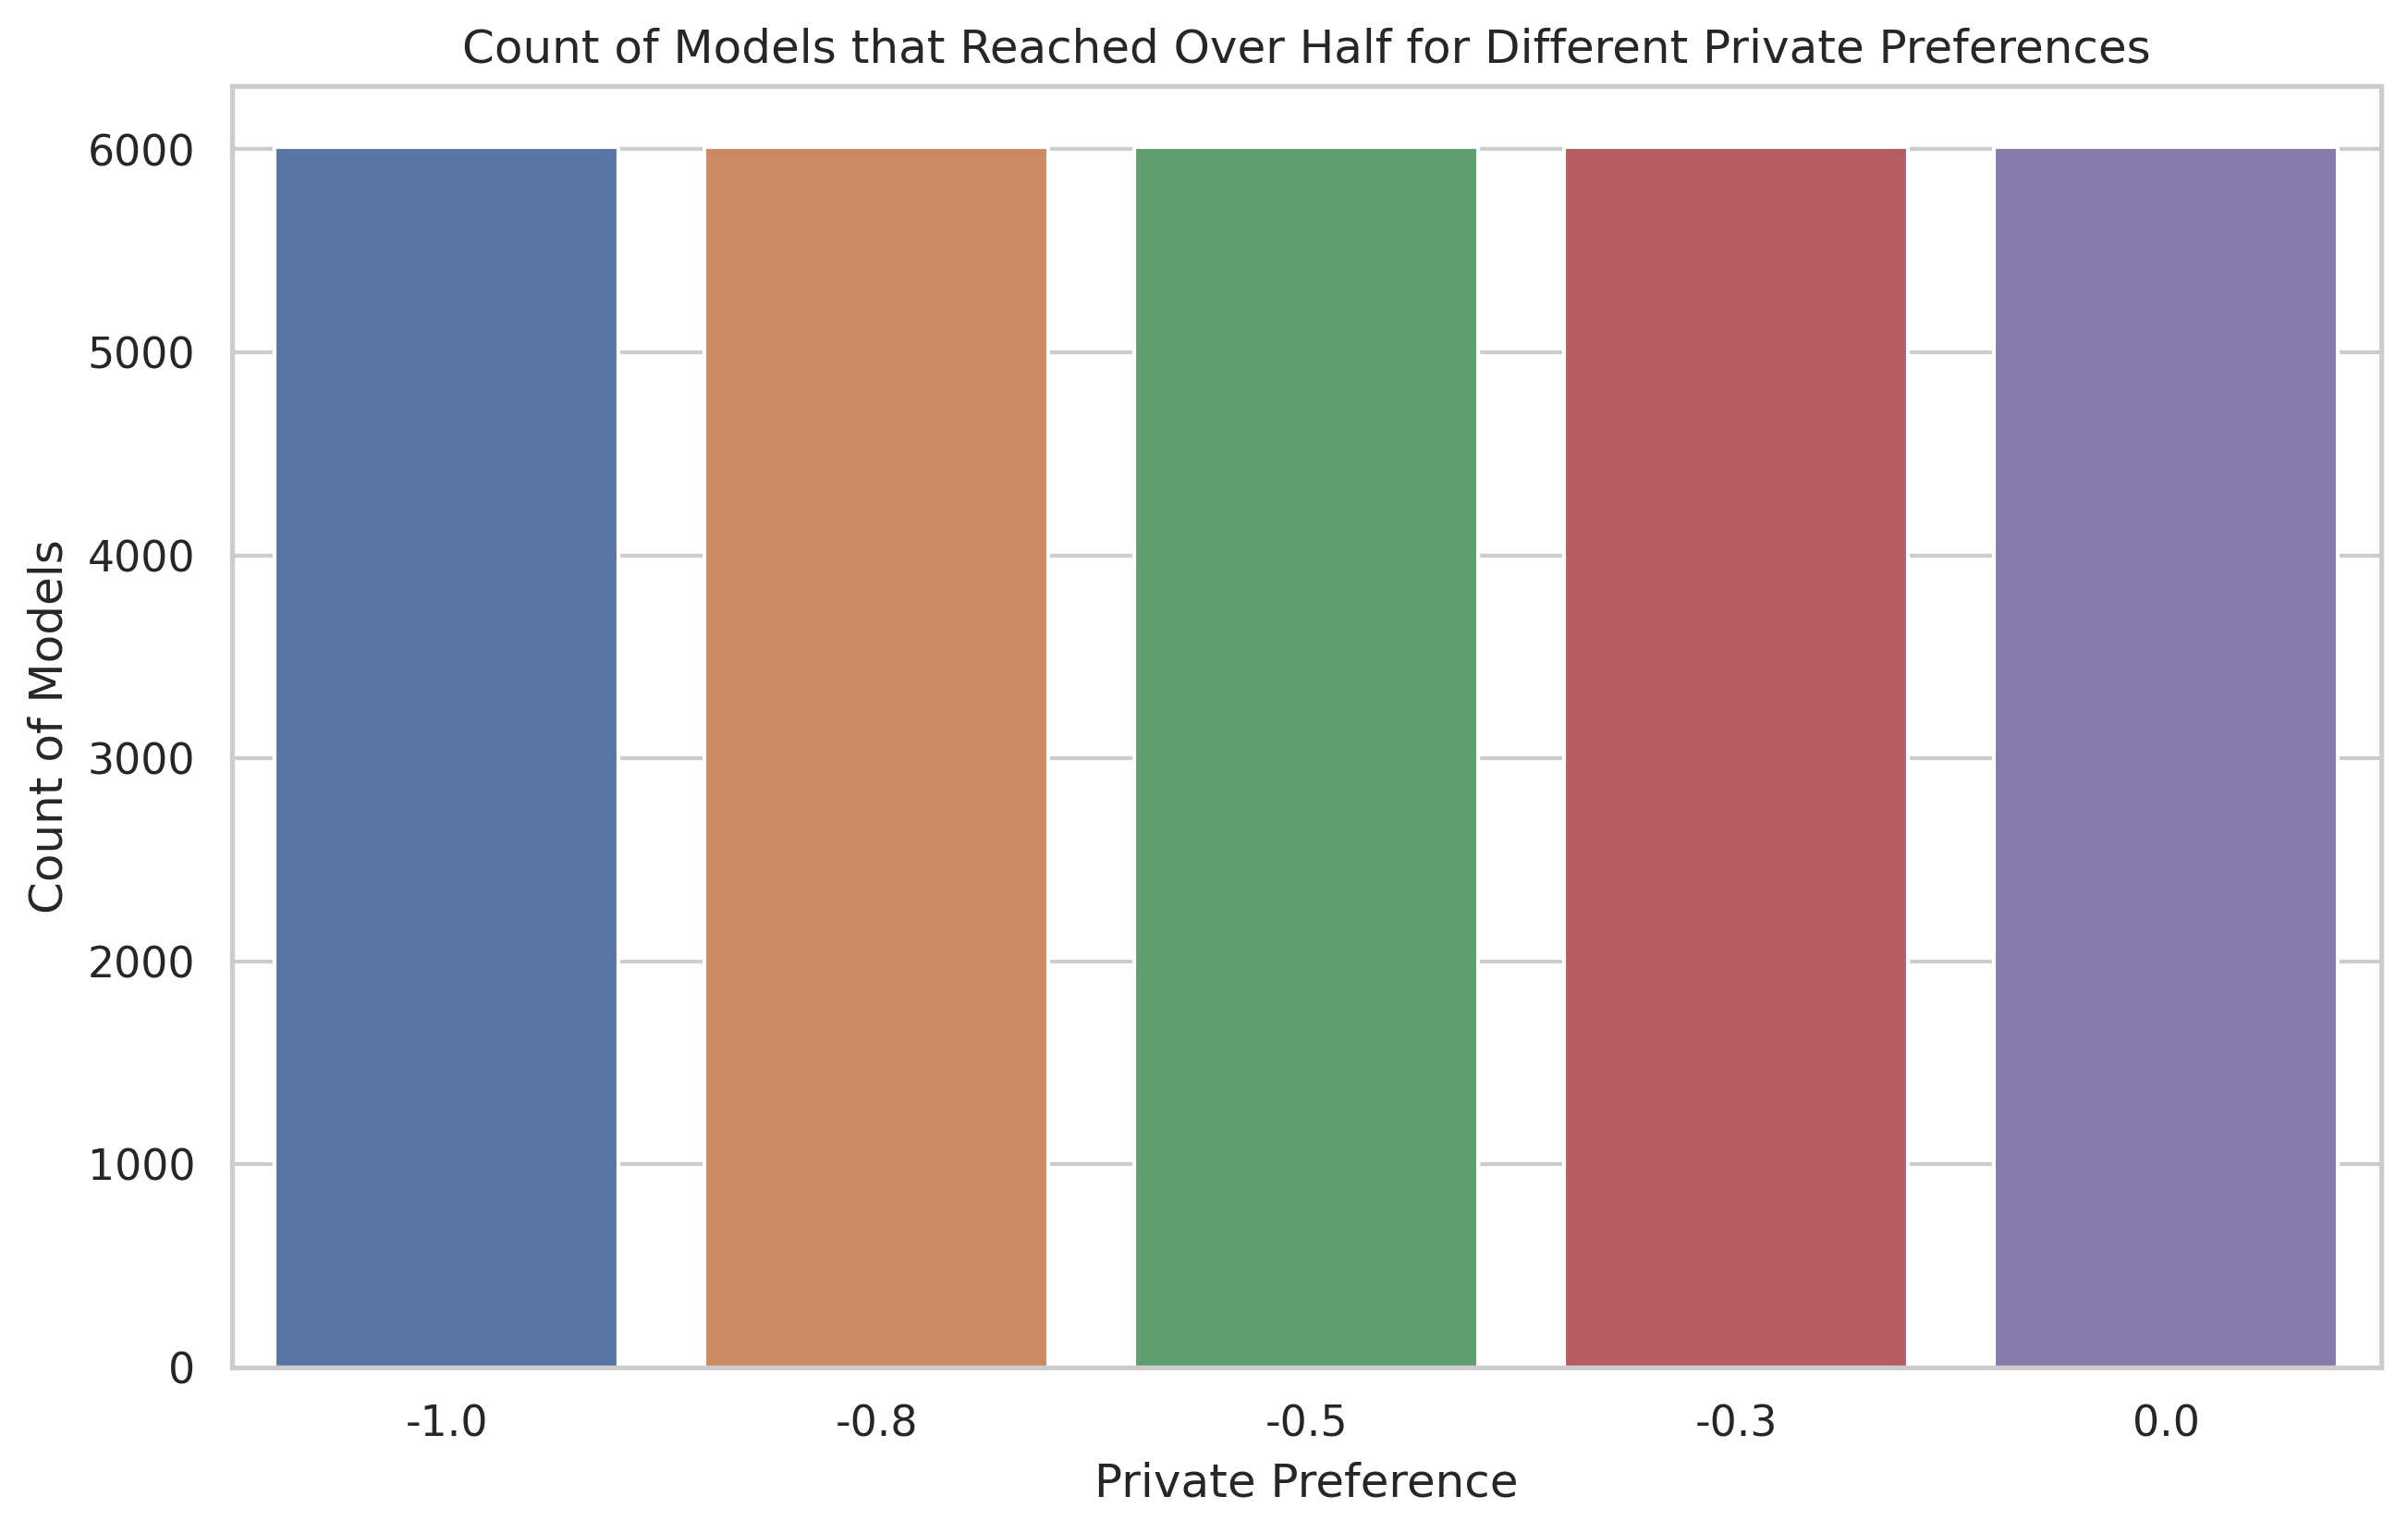 Count of Models that Reached Over Half for Different Private Preferences
6000
5000
4000
3000
2000
1000
0
Count of Models
-1.0 -0.8 -0.5 -0.3 0.0
Private Preference